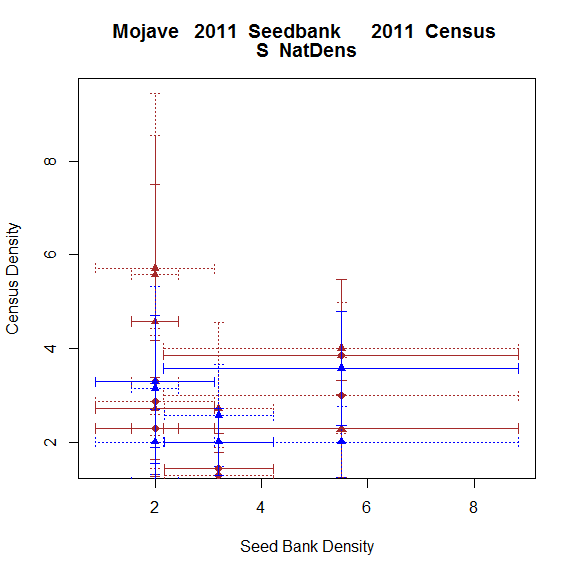 Mojave 2011 Seedbank 2011 Census
S NatDens
Census Density
8
6
4
2
2 4 6 8
Seed Bank Density